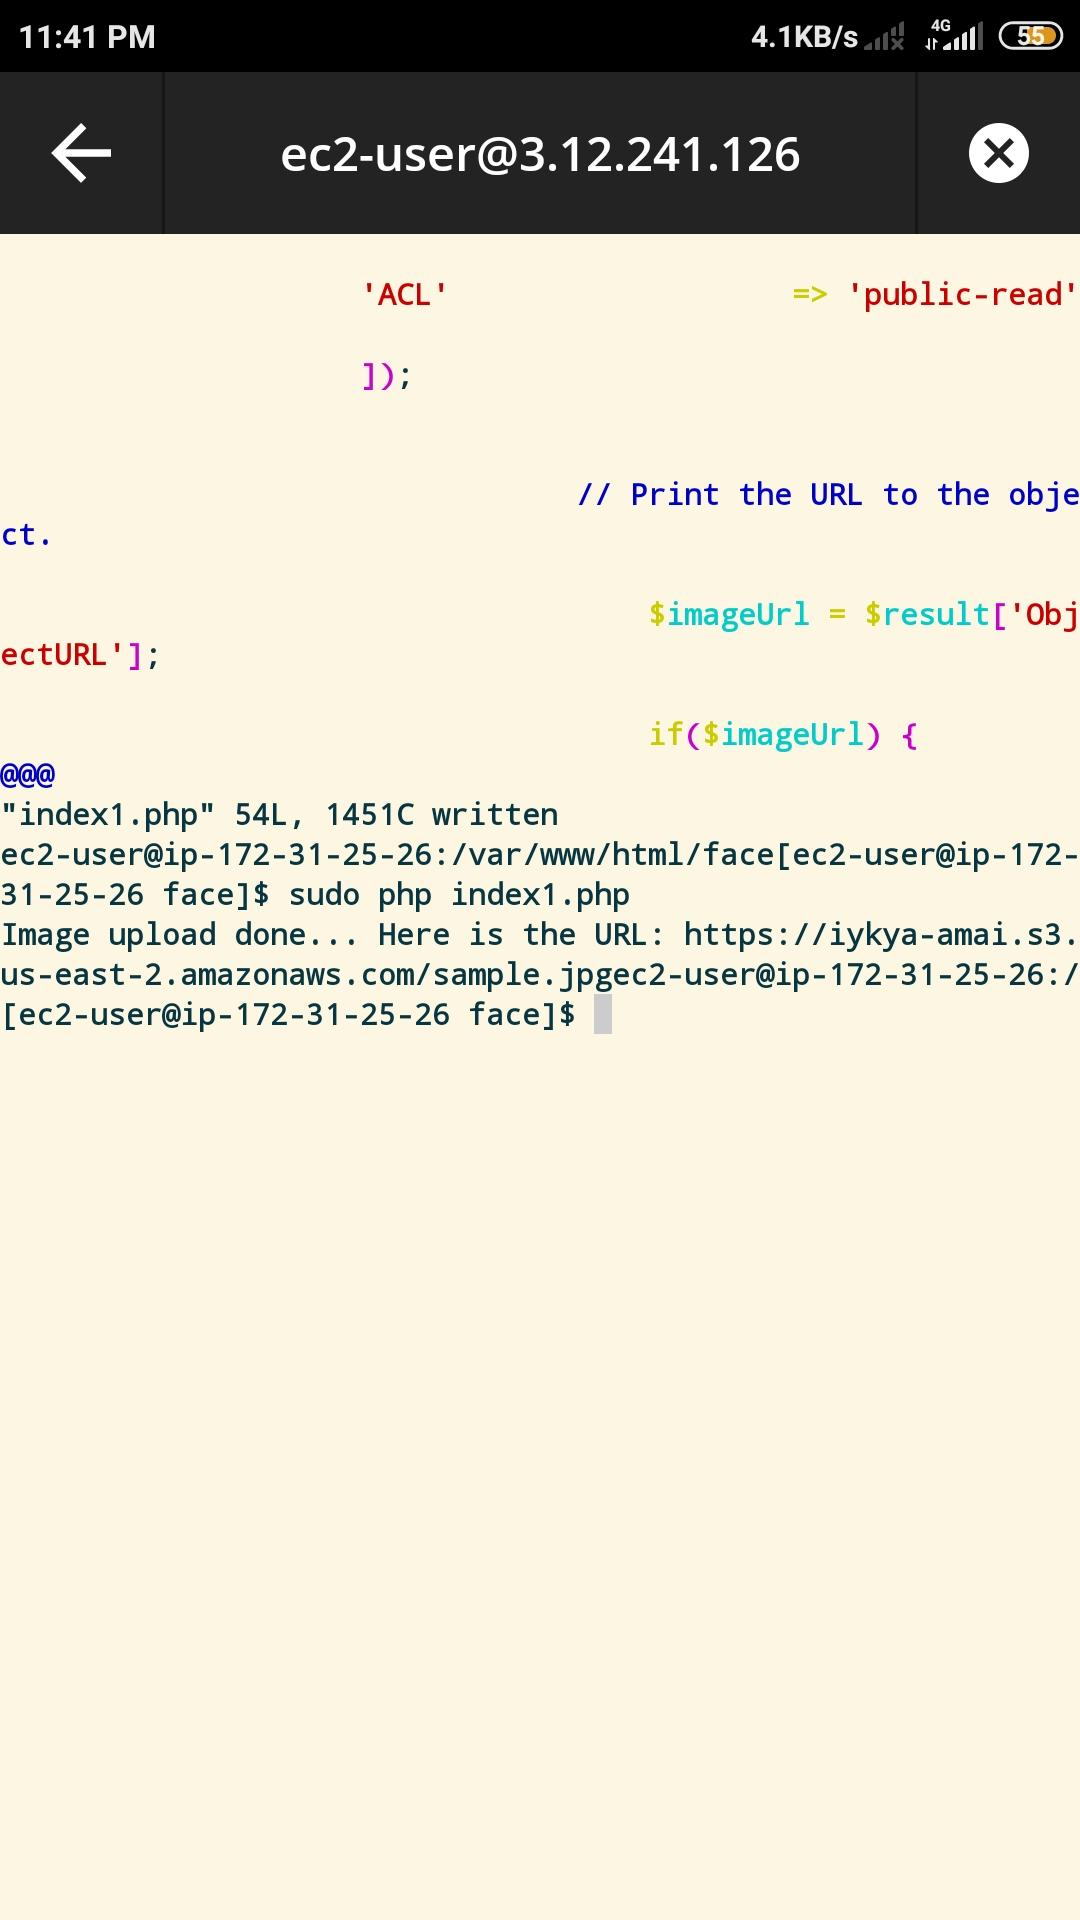 11:41 PM 4.1KB/s 4G 55
ec2-user@3.12.241.126
'ACL' => 'public-read'
]);
// Print the URL to the obje
ct.
$imageUrl = $result['Obj
ectURL'];
if($imageUrl) {
@@@
"index1.php" 54L, 1451C written
ec2-user@ip-172-31-25-26:/var/www/html/face[ec2-user@ip-172-
31-25-26 face]$ sudo php index1.php
Image upload done... Here is the URL: https://iykya-amai.s3.
us-east-2.amazonaws.com/sample.jpgec2-user@ip-172-31-25-26:/
[ec2-user@ip-172-31-25-26 face]$